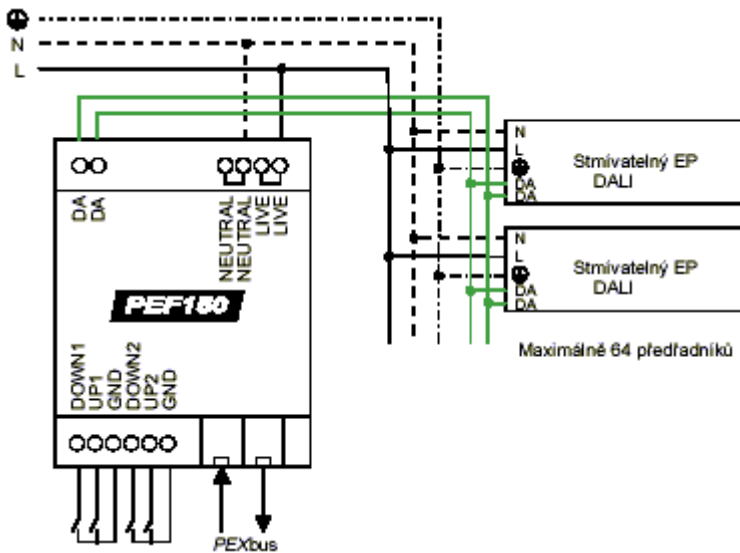 N
L
DA
DA
NEUTRAL
NEUTRAL
LIVE
LIVE
PEF150
DOWN1
UP1
GND
DOWN2
UP2
GND
PEXbus
N
L
DA
DA
Stmívatelný EP
DALI
N
L
DA
DA
Stmívatelný EP
DALI
Maximálně 64 předřadníků